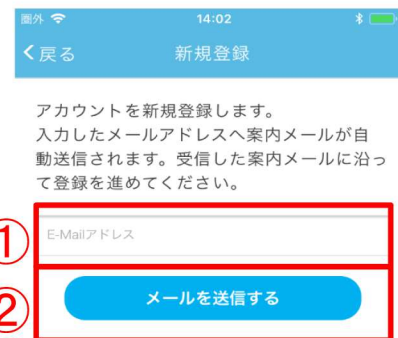 圏外 14:02
戻る 新規登録
アカウントを新規登録します。
入力したメールアドレスへ案内メールが自
動送信されます。受信した案内メールに沿っ
て登録を進めてください。
① E-Mailアドレス
② メールを送信する